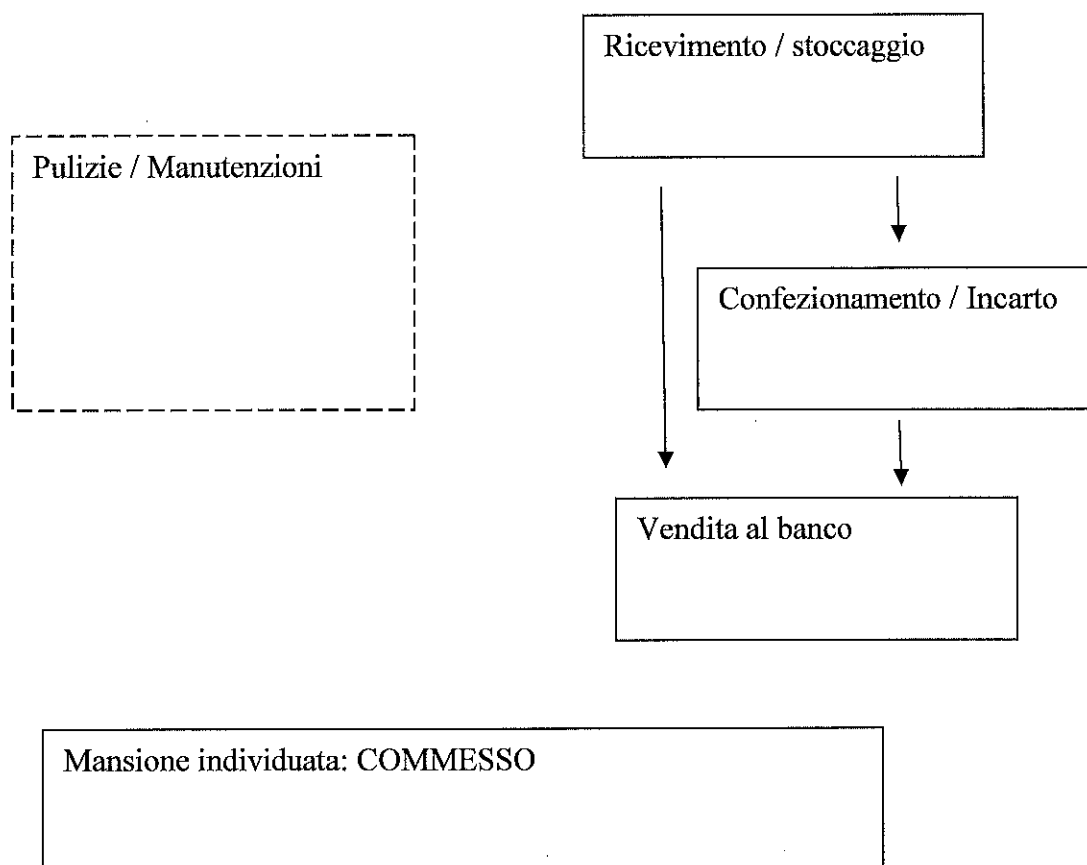 Ricevimento / stoccaggio
Pulizie / Manutenzioni
Confezionamento / Incarto
Vendita al banco
Mansione individuata: COMMESSO